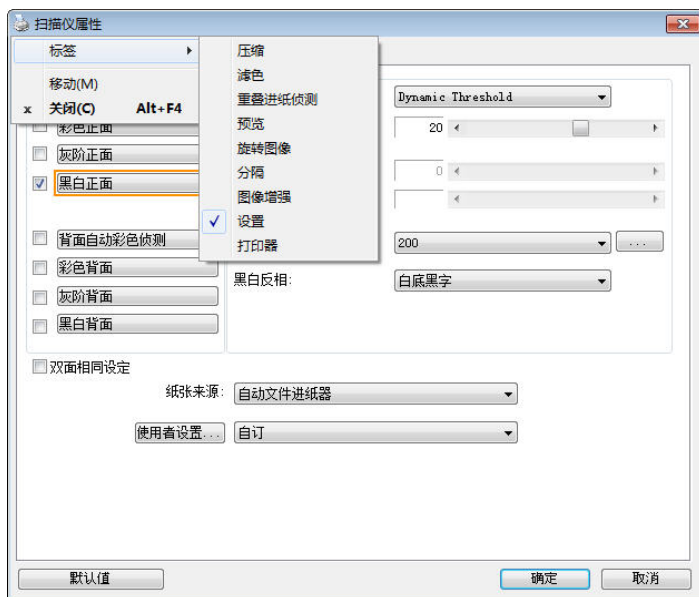 扫描仪属性
标签
移动(M)
x 关闭(C) Alt+F4
压缩
滤色
重叠进纸侦测
预览
旋转图像
分隔
图像增强
设置
打印器
彩色正面
灰阶正面
黑白正面
背面自动彩色侦测
彩色背面
灰阶背面
黑白背面
Dynamic Threshold
20
0
200
...
黑白反相:
白底黑字
双面相同设定
纸张来源:
自动文件进纸器
使用者设置...
自订
默认值
确定
取消